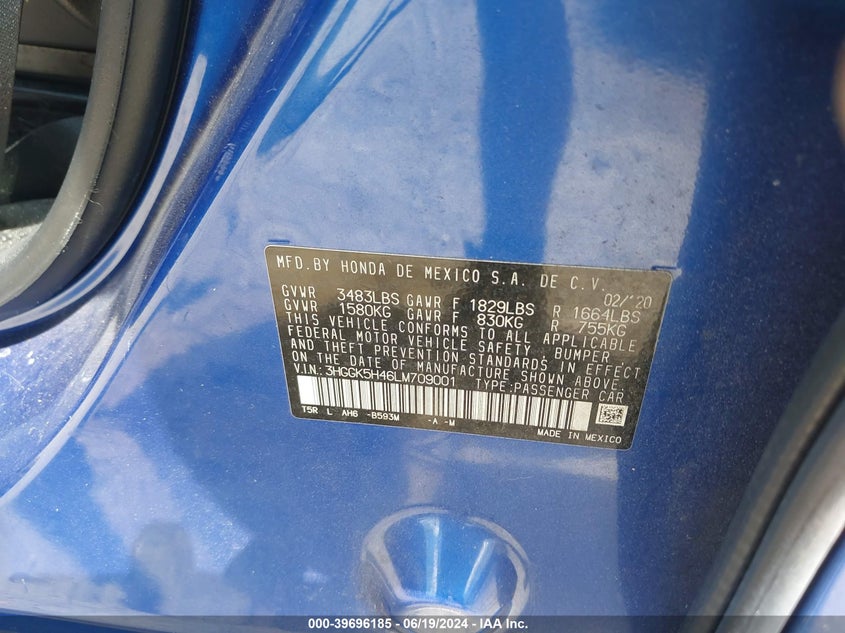 MFD. BY HONDA DE MEXICO S.A. DE C.V.
GVWR 3483LBS GAWR F 1829LBS R 1664LBS 02/'20
GVWR 1580KG GAWR F 830KG R 755KG
THIS VEHICLE CONFORMS TO ALL APPLICABLE
FEDERAL MOTOR VEHICLE SAFETY, BUMPER
AND THEFT PREVENTION STANDARDS IN EFFECT
ON THE DATE OF MANUFACTURE SHOWN ABOVE.
VIN: 3HGGK5H46LM709001 TYPE:PASSENGER CAR
T5R L AH6 -B593M -A -M
MADE IN MEXICO
000-39696185 - 06/19/2024 - IAA Inc.